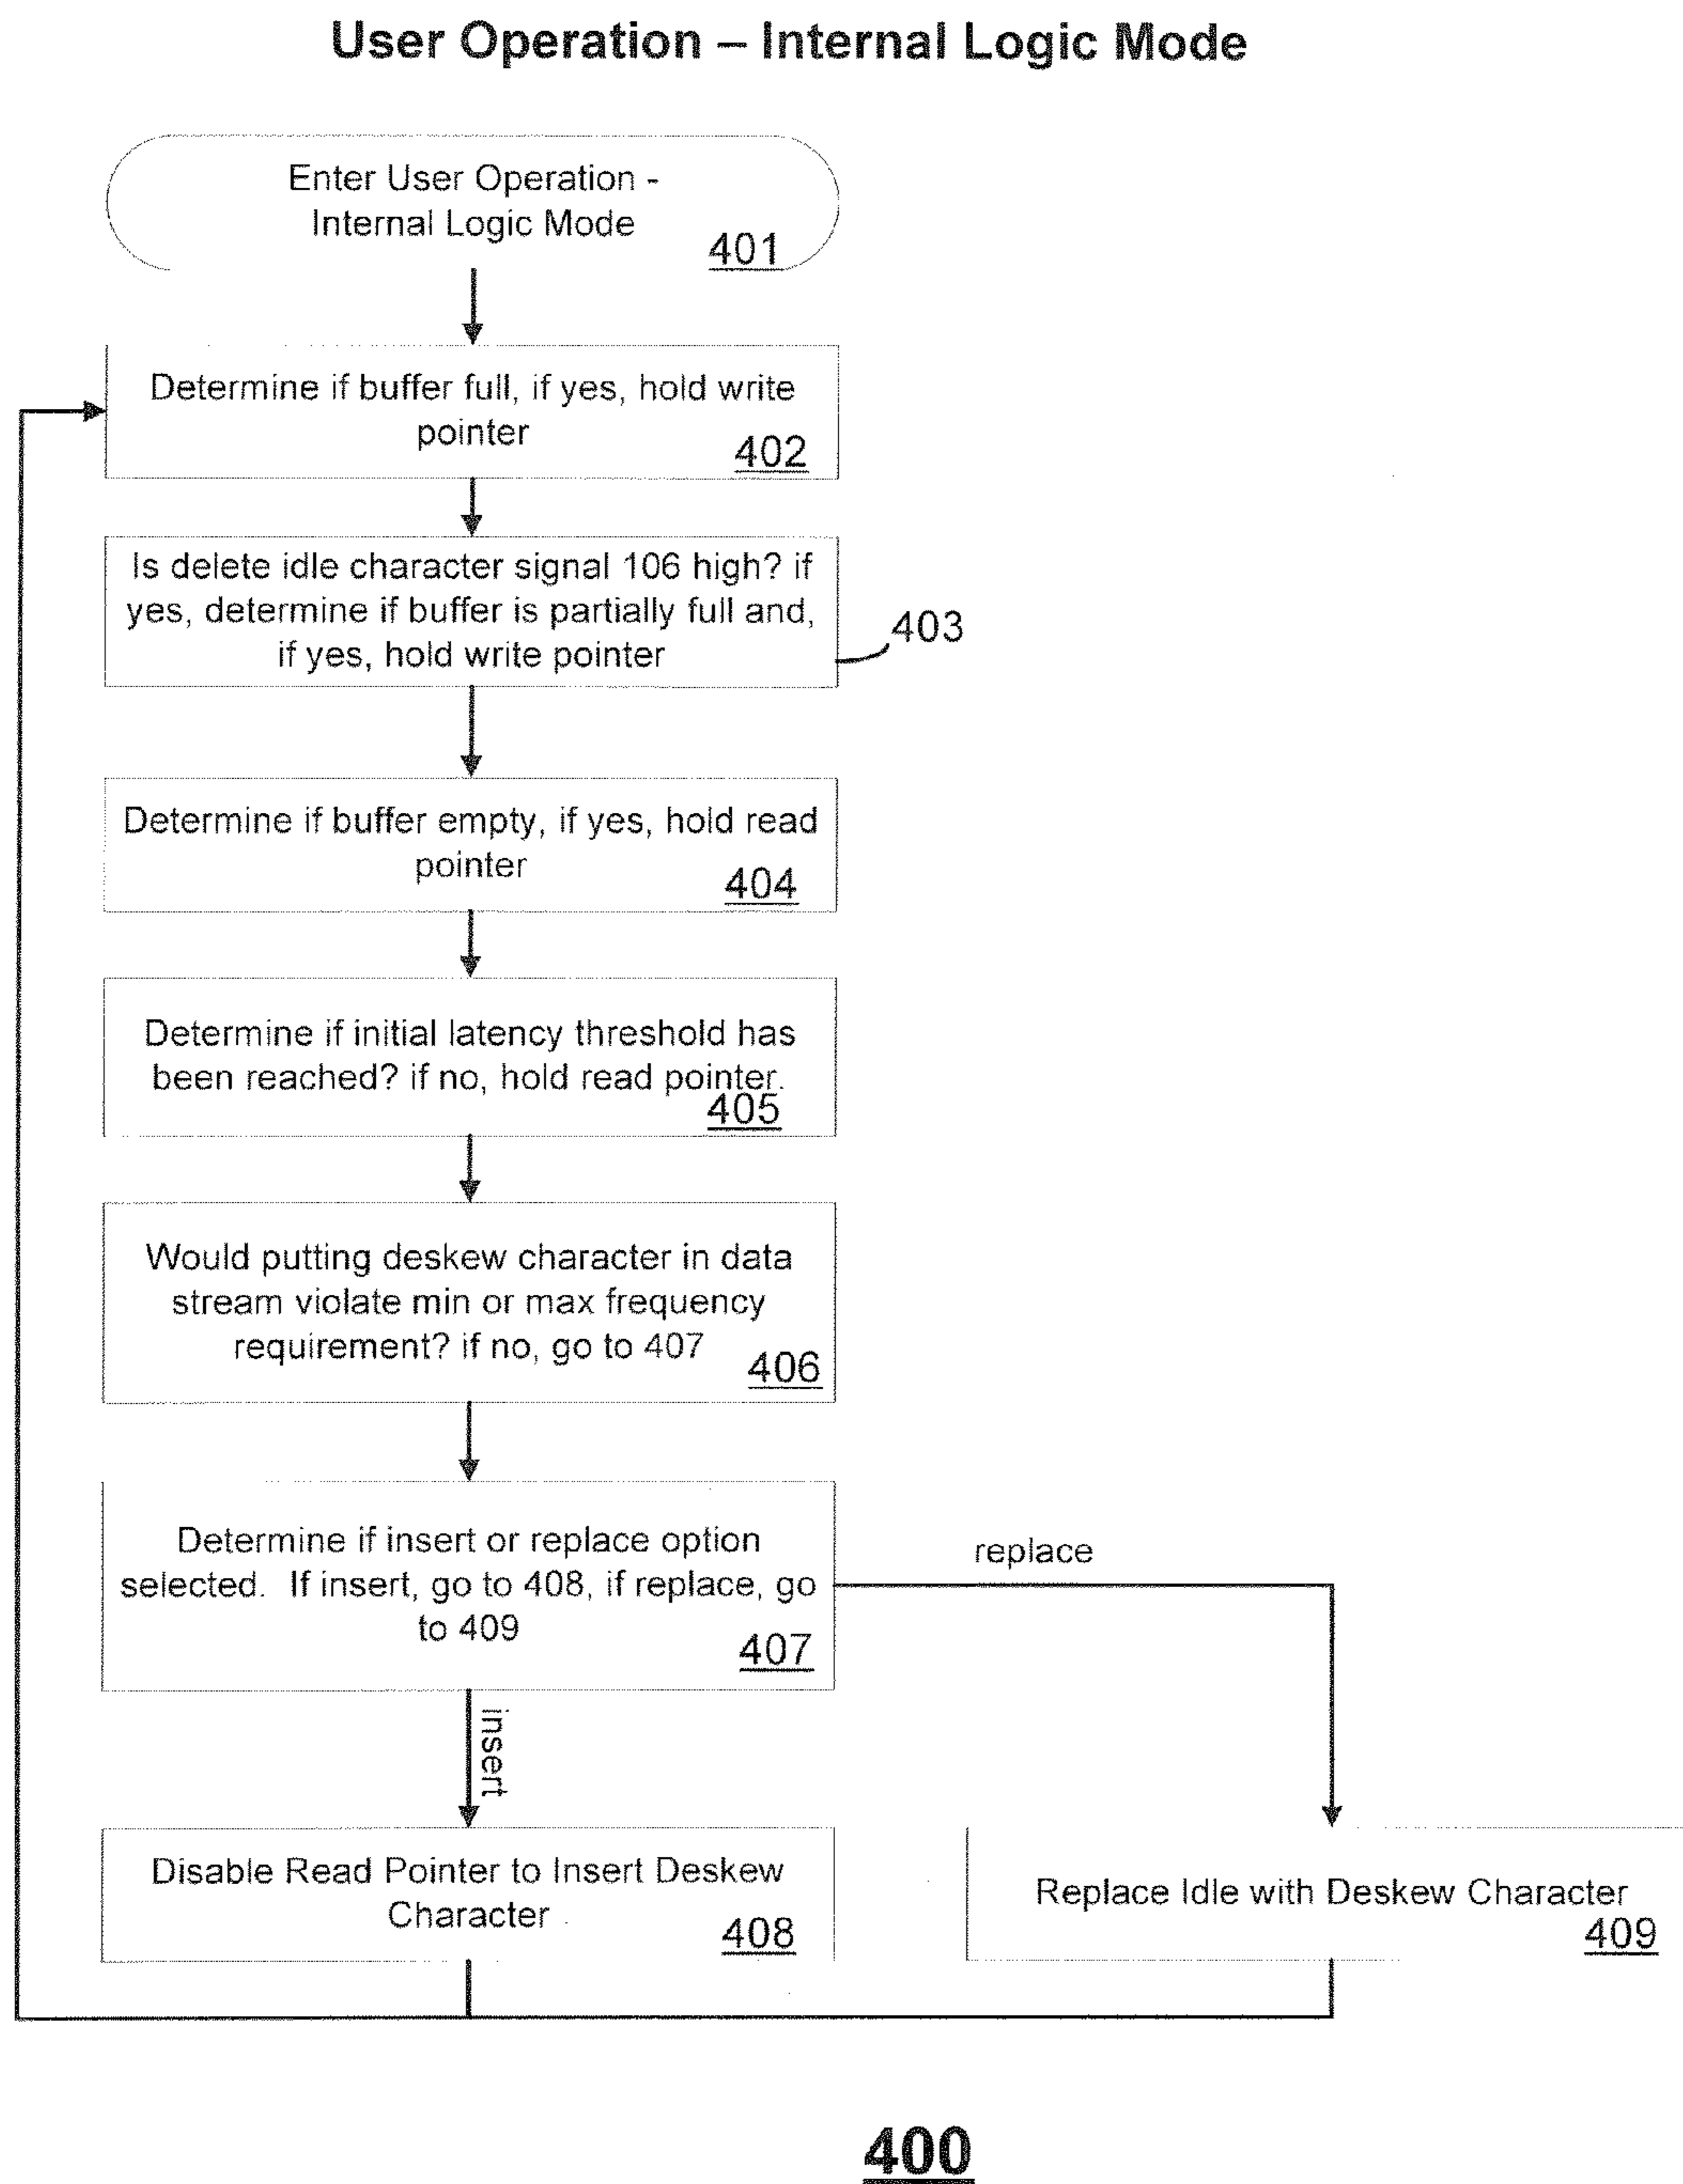 User Operation – Internal Logic Mode
Enter User Operation -
Internal Logic Mode
401
Determine if buffer full, if yes, hold write
pointer
402
Is delete idle character signal 106 high? if
yes, determine if buffer is partially full and,
if yes, hold write pointer
403
Determine if buffer empty, if yes, hold read
pointer
404
Determine if initial latency threshold has
been reached? if no, hold read pointer.
405
Would putting deskew character in data
stream violate min or max frequency
requirement? if no, go to 407
406
Determine if insert or replace option
selected. If insert, go to 408, if replace, go
to 409
407
replace
insert
Disable Read Pointer to Insert Deskew
Character
408
Replace Idle with Deskew Character
409
400